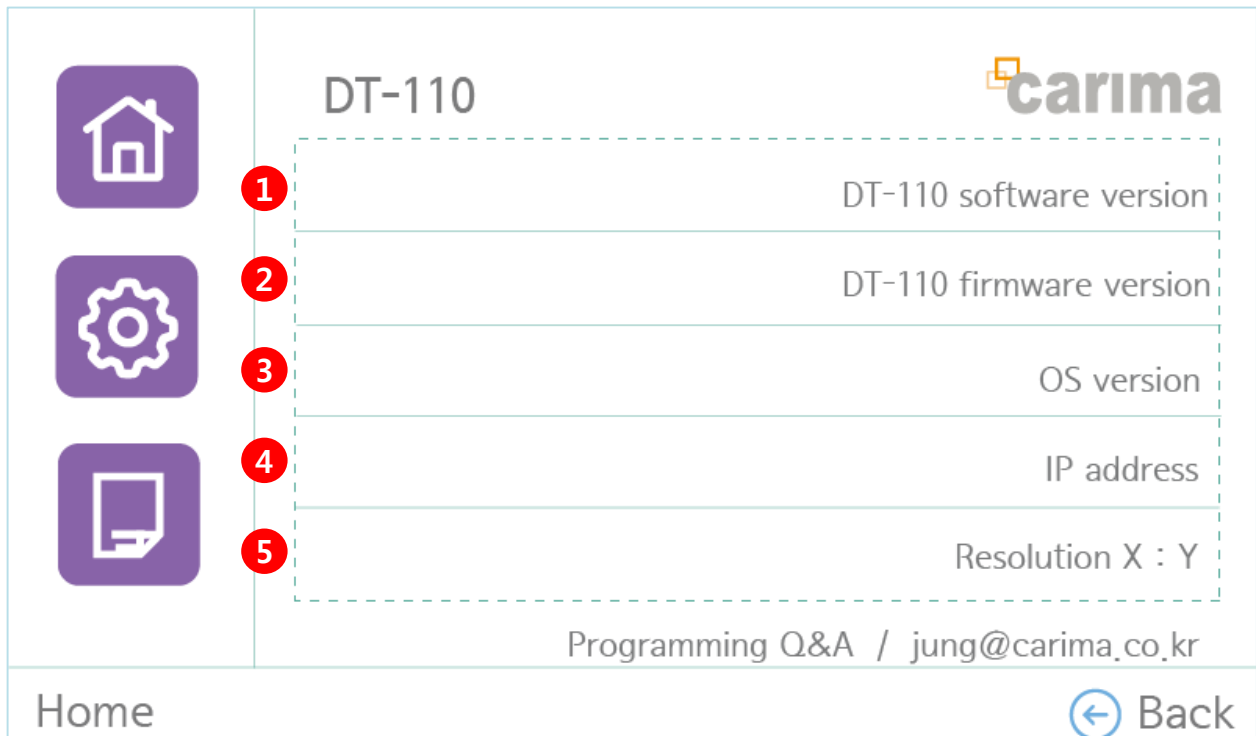 DT-110
carima
1
DT-110 software version
2
DT-110 firmware version
3
OS version
4
IP address
5
Resolution X : Y
Programming Q&A / jung@carima.co.kr
Home
Back